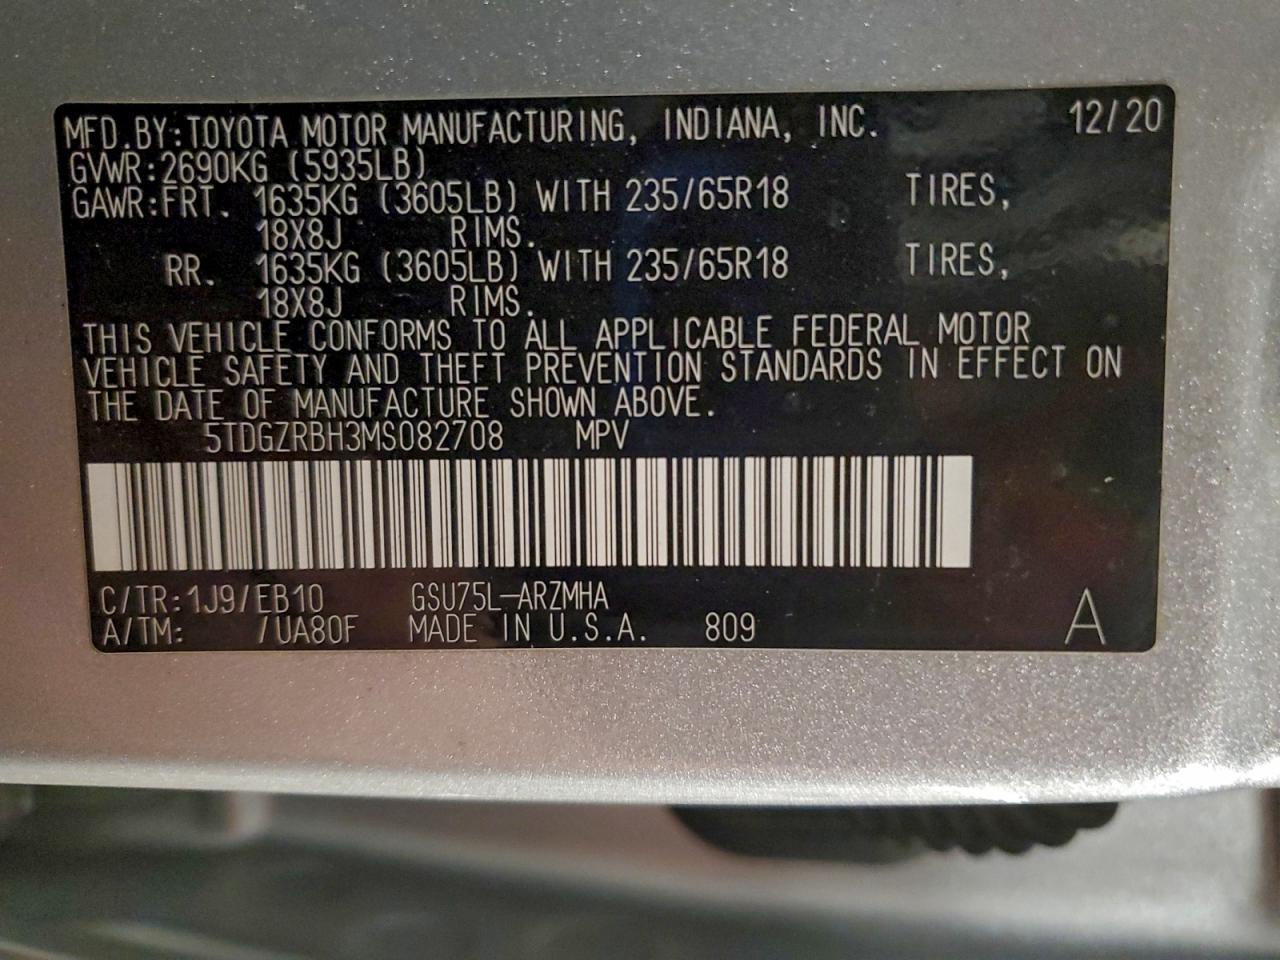 MFD.BY:TOYOTA MOTOR MANUFACTURING, INDIANA, INC. 12/20
GVWR:2690KG (5935LB)
GAWR:FRT. 1635KG (3605LB) WITH 235/65R18 TIRES,
18X8J RIMS.
RR. 1635KG (3605LB) WITH 235/65R18 TIRES,
18X8J RIMS.
THIS VEHICLE CONFORMS TO ALL APPLICABLE FEDERAL MOTOR
VEHICLE SAFETY AND THEFT PREVENTION STANDARDS IN EFFECT ON
THE DATE OF MANUFACTURE SHOWN ABOVE.
5TDGZRBH3MS082708 MPV
C/TR:1J9/EB10 GSU75L-ARZMHA
A/TM: /UA80F MADE IN U.S.A. 809 A